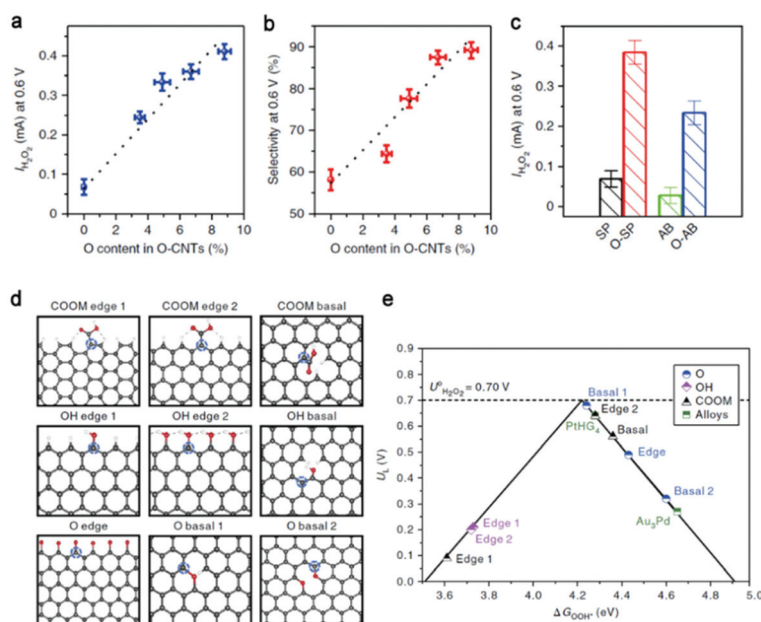 a
I_H₂O₂ (mA) at 0.6 V
0.4
0.3
0.2
0.1
0
0 2 4 6 8 10
O content in O-CNTs (%)
b
Selectivity at 0.6 V (%)
90
80
70
60
50
0 2 4 6 8 10
O content in O-CNTs (%)
c
I_H₂O₂ (mA) at 0.6 V
0.4
0.3
0.2
0.1
0
SP O-SP AB O-AB
d
COOM edge 1 COOM edge 2 COOM basal
OH edge 1 OH edge 2 OH basal
O edge O basal 1 O basal 2
e
U_L (V)
0.9
0.8
0.7
0.6
0.5
0.4
0.3
0.2
0.1
0.0
U°_H₂O₂ = 0.70 V
O
OH
COOM
Alloys
Basal 1
Edge 2
PtHG₄
Basal
Edge
Basal 2
Au₃Pd
Edge 1
Edge 2
Edge 1
3.6 3.8 4.0 4.2 4.4 4.6 4.8 5.0
ΔG_OOH* (eV)